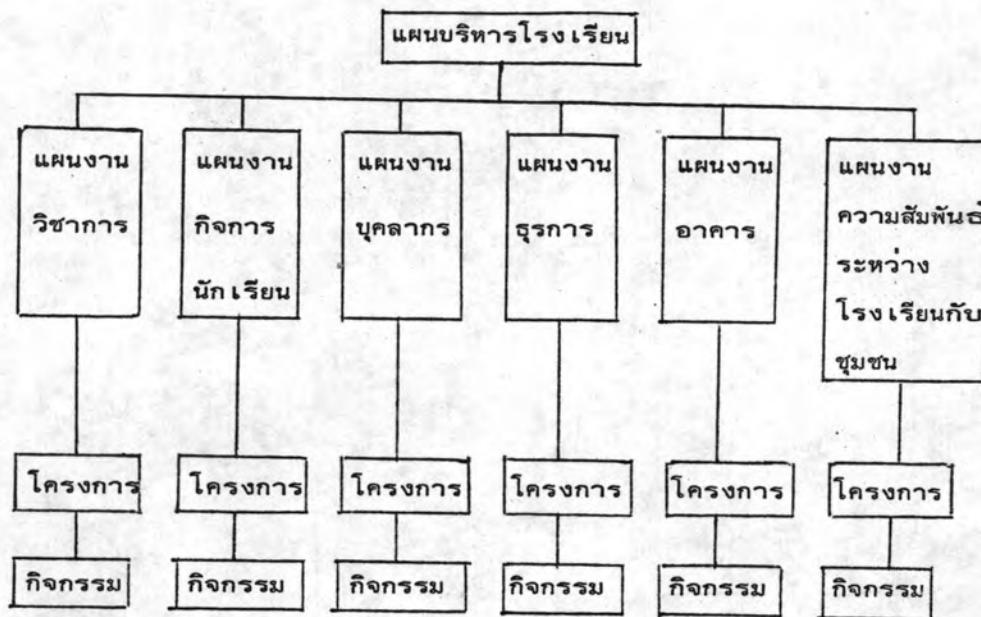 แผนบริหารโรงเรียน
แผนงาน
วิชาการ
แผนงาน
กิจการ
นักเรียน
แผนงาน
บุคลากร
แผนงาน
ธุรการ
แผนงาน
อาคาร
แผนงาน
ความสัมพันธ์
ระหว่าง
โรงเรียนกับ
ชุมชน
โครงการ
โครงการ
โครงการ
โครงการ
โครงการ
โครงการ
กิจกรรม
กิจกรรม
กิจกรรม
กิจกรรม
กิจกรรม
กิจกรรม